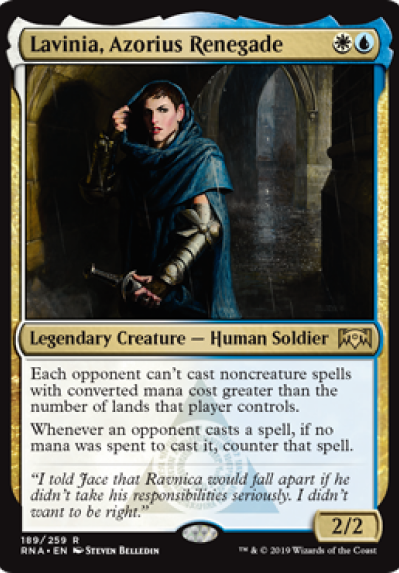 Lavinia, Azorius Renegade
Legendary Creature — Human Soldier
Each opponent can't cast noncreature spells
with converted mana cost greater than the
number of lands that player controls.
Whenever an opponent casts a spell, if no
mana was spent to cast it, counter that spell.
"I told Jace that Ravnica would fall apart if he
didn't take his responsibilities seriously. I didn't
want to be right."
2/2
189/259 R
RNA • EN Steven Belledin
™ & © 2019 Wizards of the Coast